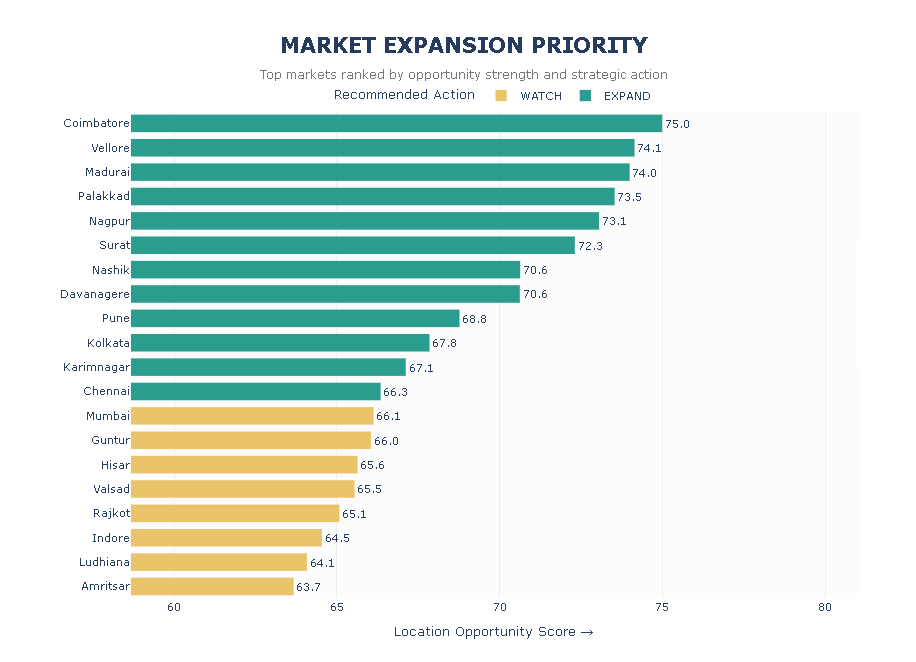 MARKET EXPANSION PRIORITY
Top markets ranked by opportunity strength and strategic action
Recommended Action WATCH EXPAND
Coimbatore 75.0
Vellore 74.1
Madurai 74.0
Palakkad 73.5
Nagpur 73.1
Surat 72.3
Nashik 70.6
Davanagere 70.6
Pune 68.8
Kolkata 67.8
Karimnagar 67.1
Chennai 66.3
Mumbai 66.1
Guntur 66.0
Hisar 65.6
Valsad 65.5
Rajkot 65.1
Indore 64.5
Ludhiana 64.1
Amritsar 63.7
60 65 70 75 80
Location Opportunity Score →